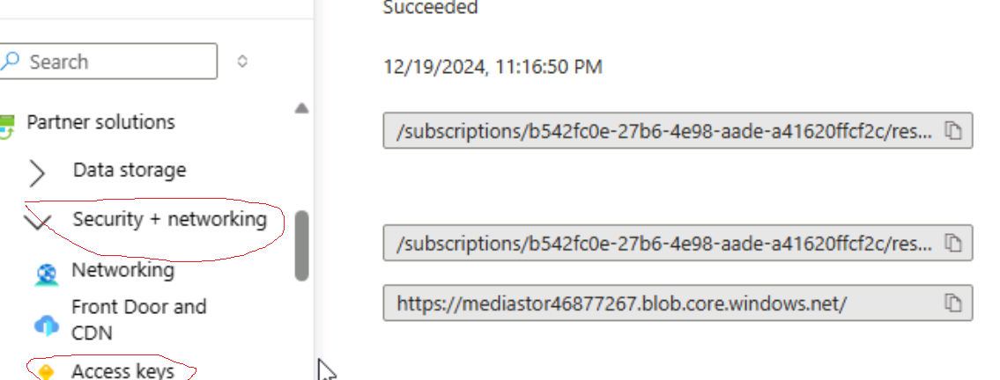 Succeeded
Search
12/19/2024, 11:16:50 PM
Partner solutions
/subscriptions/b542fc0e-27b6-4e98-aade-a41620ffcf2c/res...
Data storage
Security + networking
/subscriptions/b542fc0e-27b6-4e98-aade-a41620ffcf2c/res...
Networking
https://mediastor46877267.blob.core.windows.net/
Front Door and
CDN
Access keys